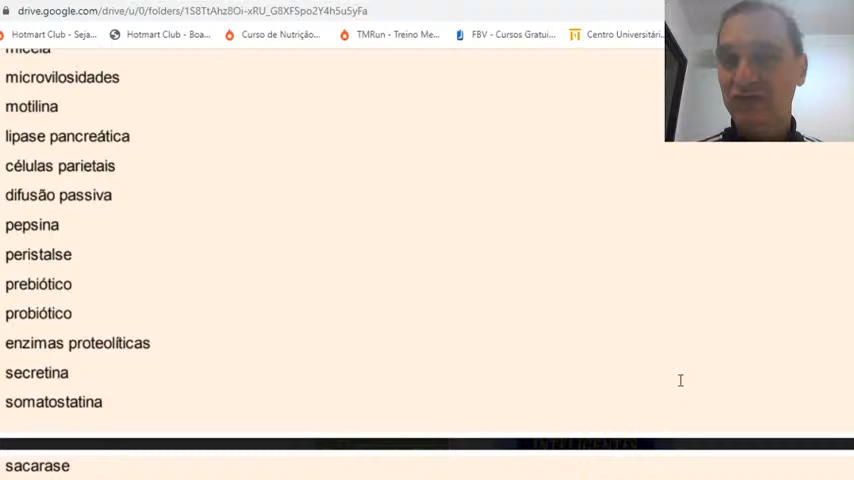 drive.google.com/drive/u/0/folders/1S8TtAhz8Oi-xRU_G8XFSpo2Y4h5u5yFa
Hotmart Club - Seja... Hotmart Club - Boa... Curso de Nutrição... TMRun - Treino Me... FBV - Cursos Gratui... Centro Universitári...
micela
microvilosidades
motilina
lipase pancreática
células parietais
difusão passiva
pepsina
peristalse
prebiótico
probiótico
enzimas proteolíticas
secretina
somatostatina
sacarase